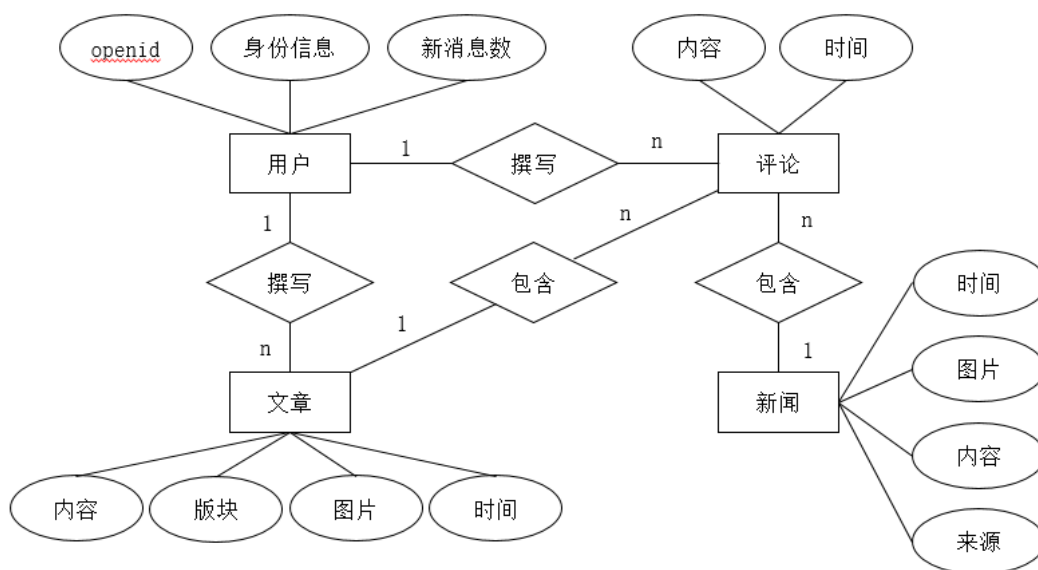 openid
身份信息
新消息数
内容
时间
用户
1
撰写
n
评论
1
撰写
n
n
包含
1
n
包含
1
文章
新闻
内容
版块
图片
时间
时间
图片
内容
来源